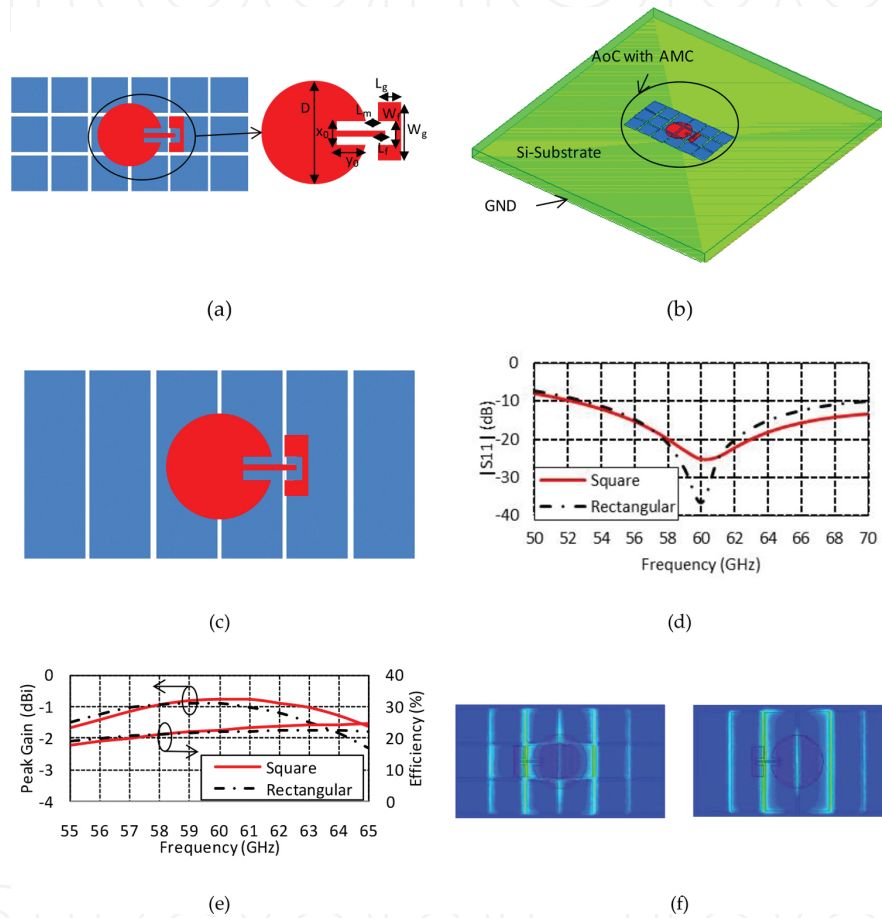 D
L_g
L_m
W_f
x_0
W_g
L_f
y_0
(a)
AoC with AMC
Si-Substrate
GND
(b)
(c)
|S11| (dB)
0
-10
-20
-30
-40
Square
Rectangular
50 52 54 56 58 60 62 64 66 68 70
Frequency (GHz)
(d)
Peak Gain (dBi)
0
-1
-2
-3
-4
40
30
20
10
0
Efficiency (%)
Square
Rectangular
55 56 57 58 59 60 61 62 63 64 65
Frequency (GHz)
(e)
(f)